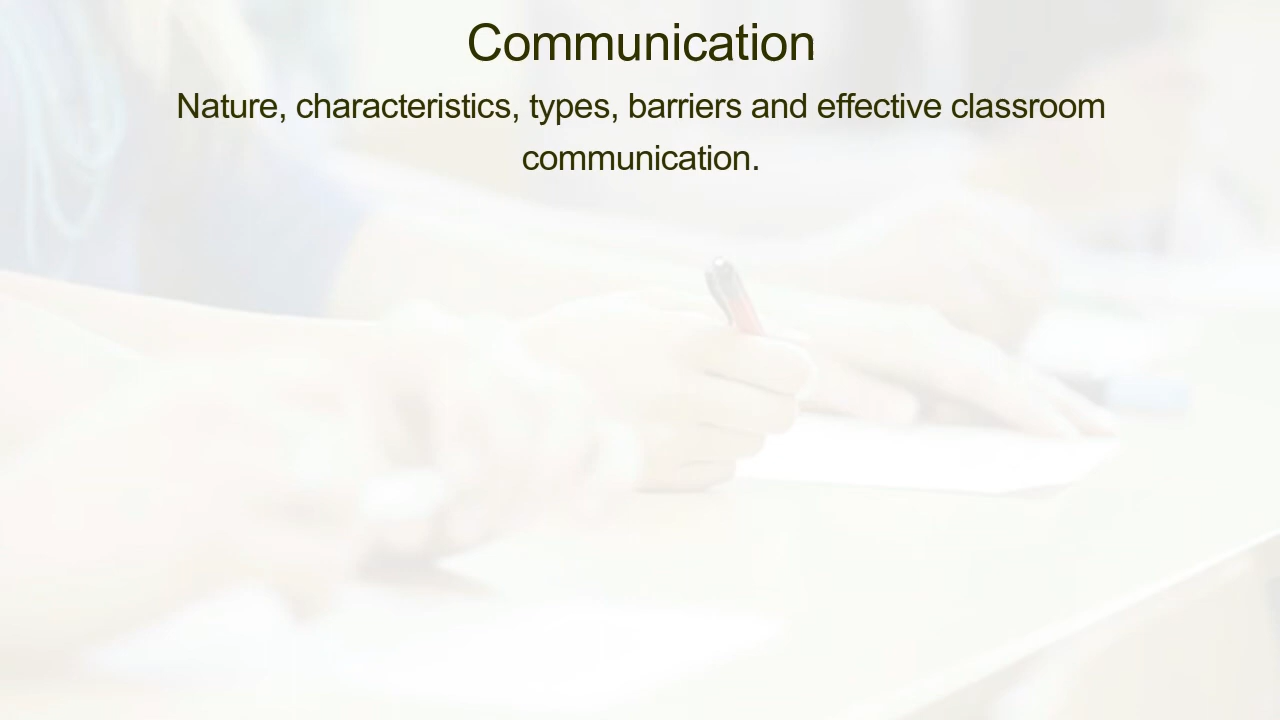 Communication
Nature, characteristics, types, barriers and effective classroom
communication.